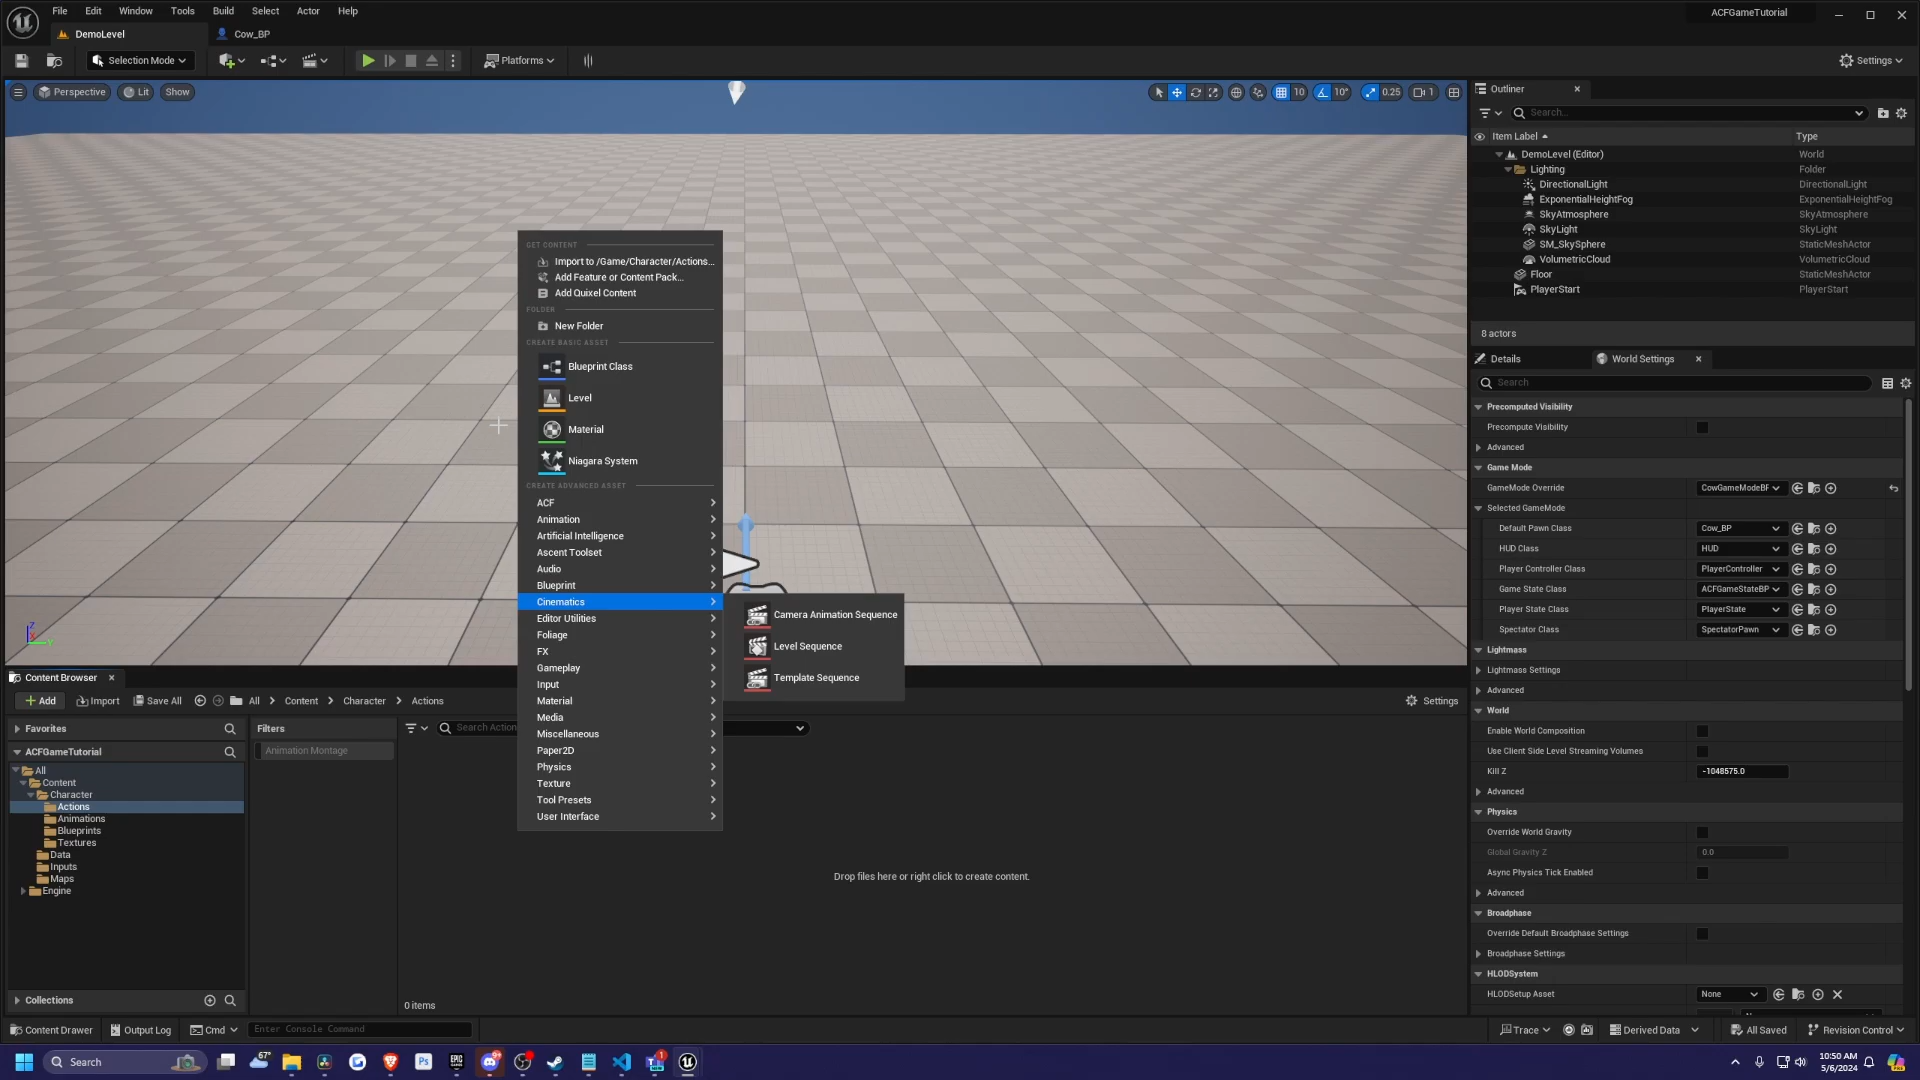 File Edit Window Tools Build Select Actor Help
ACFGameTutorial
DemoLevel
Cow_BP
Selection Mode
Platforms
Settings
Perspective
Lit
Show
10
10°
0.25
1
Outliner
Search...
Item Label
Type
DemoLevel (Editor) World
Lighting Folder
DirectionalLight DirectionalLight
ExponentialHeightFog ExponentialHeightFog
SkyAtmosphere SkyAtmosphere
SkyLight SkyLight
SM_SkySphere StaticMeshActor
VolumetricCloud VolumetricCloud
Floor StaticMeshActor
PlayerStart PlayerStart
8 actors
GET CONTENT
Import to /Game/Character/Actions...
Add Feature or Content Pack...
Add Quixel Content
FOLDER
New Folder
CREATE BASIC ASSET
Blueprint Class
Level
Material
Niagara System
CREATE ADVANCED ASSET
ACF
Animation
Artificial Intelligence
Ascent Toolset
Audio
Blueprint
Cinematics
Editor Utilities
Foliage
FX
Gameplay
Input
Material
Media
Miscellaneous
Paper2D
Physics
Texture
Tool Presets
User Interface
Camera Animation Sequence
Level Sequence
Template Sequence
Details
World Settings
Search
Precomputed Visibility
Precompute Visibility
Advanced
Game Mode
GameMode Override CowGameModeBP
Selected GameMode
Default Pawn Class Cow_BP
HUD Class HUD
Player Controller Class PlayerController
Game State Class ACFGameStateBP
Player State Class PlayerState
Spectator Class SpectatorPawn
Lightmass
Lightmass Settings
Advanced
World
Enable World Composition
Use Client Side Level Streaming Volumes
Kill Z -1048575.0
Advanced
Physics
Override World Gravity
Global Gravity Z 0.0
Async Physics Tick Enabled
Advanced
Broadphase
Override Default Broadphase Settings
Broadphase Settings
HLODSystem
HLODSetup Asset None
Z
Y
Content Browser
Add
Import
Save All
All
Content
Character
Actions
Settings
Favorites
Filters
Search Action
ACFGameTutorial
Animation Montage
All
Content
Character
Actions
Animations
Blueprints
Textures
Data
Inputs
Maps
Engine
Drop files here or right click to create content.
Collections
0 items
Content Drawer
Output Log
Cmd
Enter Console Command
Trace
Derived Data
All Saved
Revision Control
Search
67°
Ps
EPIC
9+
1
10:50 AM
5/6/2024